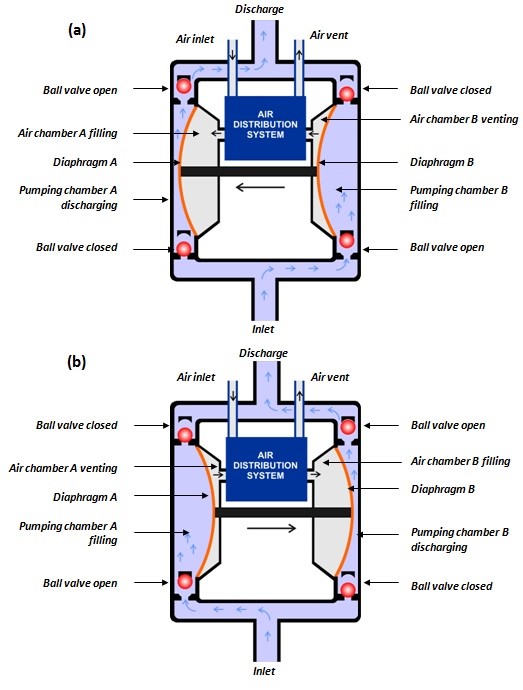 Discharge
(a)
Air inlet
Air vent
Ball valve open
Ball valve closed
AIR
DISTRIBUTION
SYSTEM
Air chamber A filling
Air chamber B venting
Diaphragm A
Diaphragm B
Pumping chamber A
discharging
Pumping chamber B
filling
Ball valve closed
Ball valve open
Inlet
(b)
Discharge
Air inlet
Air vent
Ball valve closed
Ball valve open
AIR
DISTRIBUTION
SYSTEM
Air chamber A venting
Air chamber B filling
Diaphragm A
Diaphragm B
Pumping chamber A
filling
Pumping chamber B
discharging
Ball valve open
Ball valve closed
Inlet